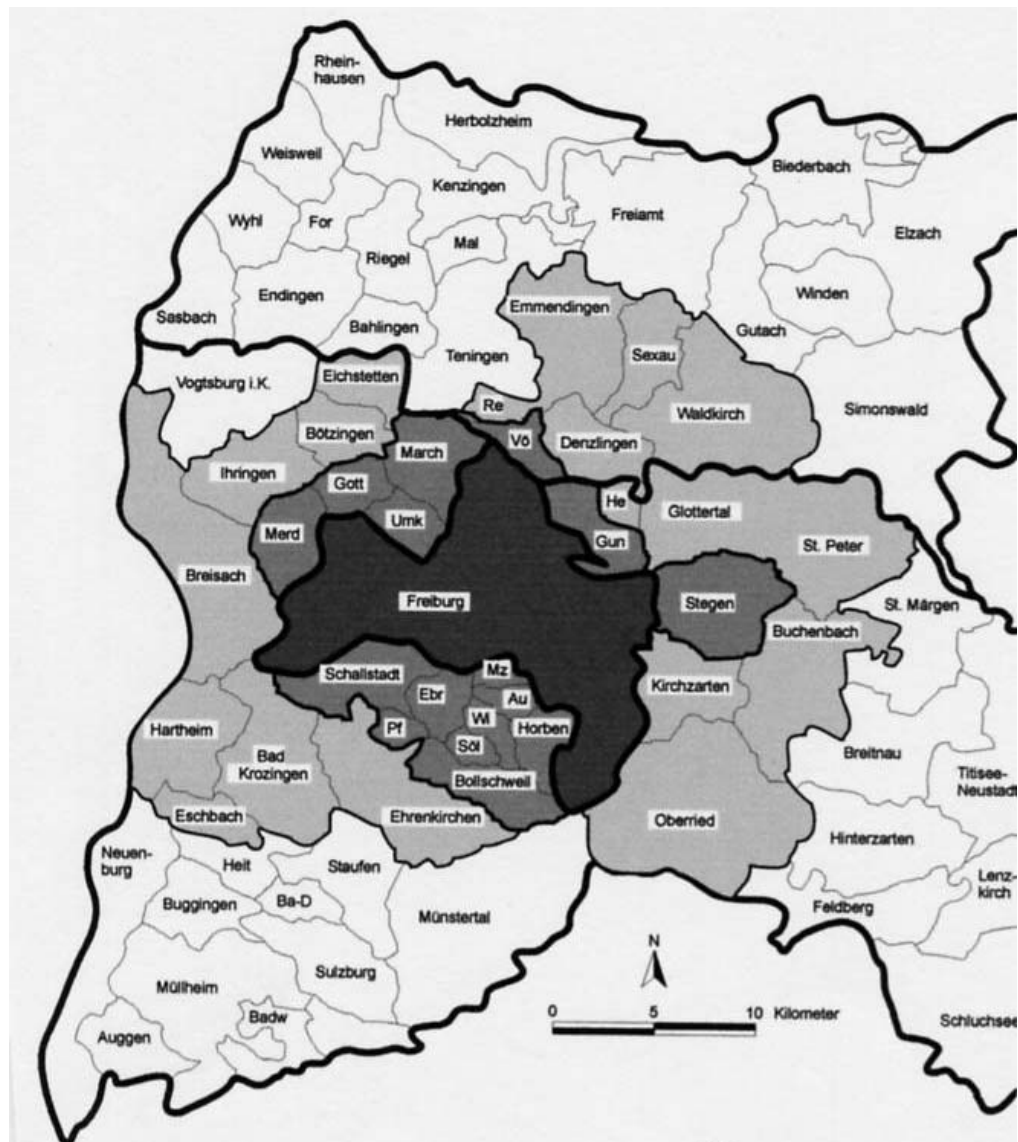 Rhein-
hausen
Herbolzheim
Weisweil
Biederbach
Kenzingen
Wyhl
For
Freiamt
Elzach
Mal
Riegel
Endingen
Winden
Emmendingen
Sasbach
Bahlingen
Gutach
Teningen
Sexau
Eichstetten
Vogtsburg i.K.
Re
Waldkirch
Simonswald
Bötzingen
Vö
Denzlingen
March
Ihringen
Gott
He
Glottertal
Umk
Merd
Gun
St. Peter
Breisach
Freiburg
Stegen
St. Märgen
Buchenbach
Schallstadt
Mz
Kirchzarten
Ebr
Au
Hartheim
Pf
Wi
Horben
Bad
Krozingen
Söl
Breitnau
Bollschweil
Titisee-
Neustadt
Eschbach
Ehrenkirchen
Oberried
Hinterzarten
Neuen-
burg
Heit
Staufen
Lenz-
kirch
Buggingen
Ba-D
Münstertal
Feldberg
N
Sulzburg
Müllheim
0 5 10 Kilometer
Badw
Auggen
Schluchsee